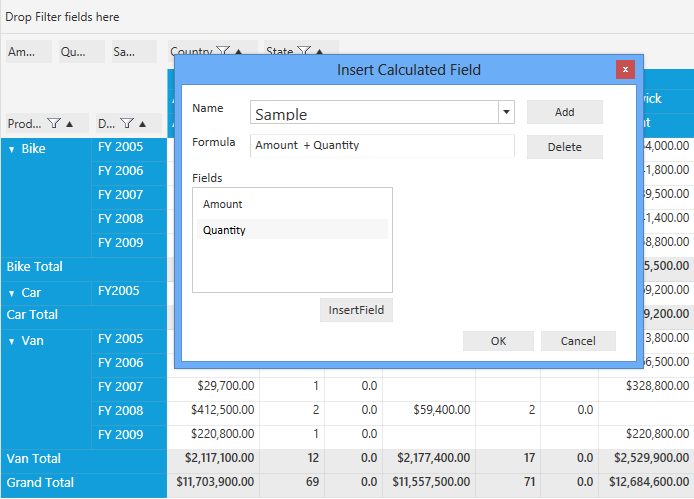 Drop Filter fields here
Am... Qu... Sa... Country State
Insert Calculated Field x
Name Sample Add
Formula Amount + Quantity Delete
Fields
Amount
Quantity
InsertField
OK Cancel
Prod... D...
Bike FY 2005 4,000.00
FY 2006 1,800.00
FY 2007 9,500.00
FY 2008 1,400.00
FY 2009 8,800.00
Bike Total 5,500.00
Car FY2005 9,200.00
Car Total 9,200.00
Van FY 2005 3,800.00
FY 2006 6,500.00
FY 2007 $29,700.00 1 0.0 $328,800.00
FY 2008 $412,500.00 2 0.0 $59,400.00 2 0.0
FY 2009 $220,800.00 1 0.0 $220,800.00
Van Total $2,117,100.00 12 0.0 $2,177,400.00 17 0.0 $2,529,900.00
Grand Total $11,703,900.00 69 0.0 $11,557,500.00 71 0.0 $12,684,600.00